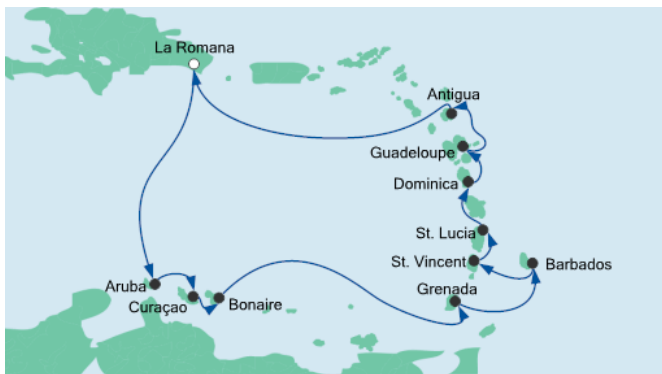 La Romana
Antigua
Guadeloupe
Dominica
St. Lucia
St. Vincent
Barbados
Aruba
Grenada
Curaçao
Bonaire